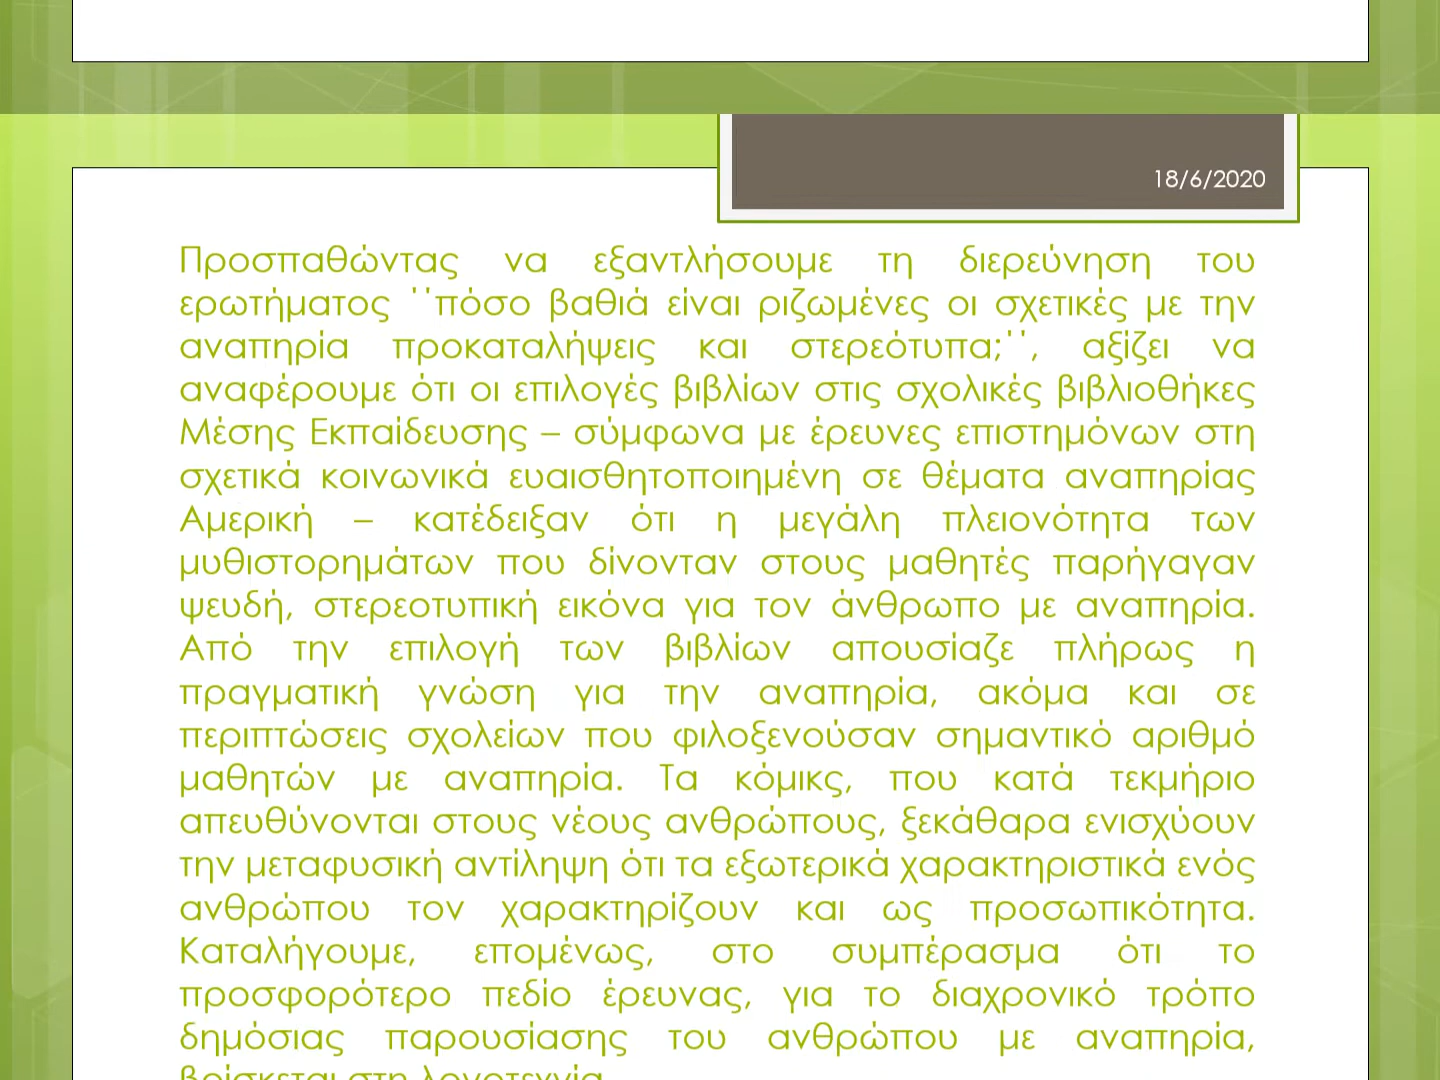 18/6/2020
Προσπαθώντας να εξαντλήσουμε τη διερεύνηση του
ερωτήματος ΄΄πόσο βαθιά είναι ριζωμένες οι σχετικές με την
αναπηρία προκαταλήψεις και στερεότυπα;΄΄, αξίζει να
αναφέρουμε ότι οι επιλογές βιβλίων στις σχολικές βιβλιοθήκες
Μέσης Εκπαίδευσης – σύμφωνα με έρευνες επιστημόνων στη
σχετικά κοινωνικά ευαισθητοποιημένη σε θέματα αναπηρίας
Αμερική – κατέδειξαν ότι η μεγάλη πλειονότητα των
μυθιστορημάτων που δίνονταν στους μαθητές παρήγαγαν
ψευδή, στερεοτυπική εικόνα για τον άνθρωπο με αναπηρία.
Από την επιλογή των βιβλίων απουσίαζε πλήρως η
πραγματική γνώση για την αναπηρία, ακόμα και σε
περιπτώσεις σχολείων που φιλοξενούσαν σημαντικό αριθμό
μαθητών με αναπηρία. Τα κόμικς, που κατά τεκμήριο
απευθύνονται στους νέους ανθρώπους, ξεκάθαρα ενισχύουν
την μεταφυσική αντίληψη ότι τα εξωτερικά χαρακτηριστικά ενός
ανθρώπου τον χαρακτηρίζουν και ως προσωπικότητα.
Καταλήγουμε, επομένως, στο συμπέρασμα ότι το
προσφορότερο πεδίο έρευνας, για το διαχρονικό τρόπο
δημόσιας παρουσίασης του ανθρώπου με αναπηρία,
βρίσκεται στη λογοτεχνία.